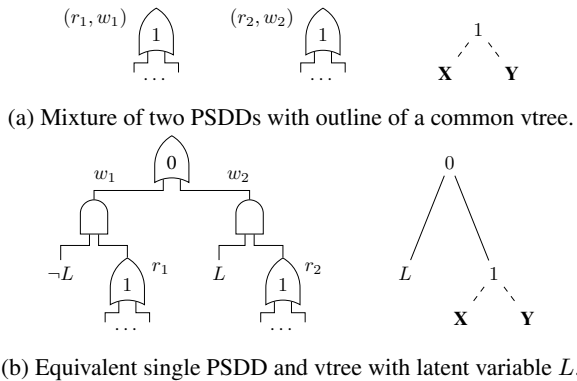 (r₁, w₁) 1 (r₂, w₂) 1 1
... ... X Y
(a) Mixture of two PSDDs with outline of a common vtree.
0 0
w₁ w₂
¬L r₁ L r₂ L 1
1 1
... ... X Y
(b) Equivalent single PSDD and vtree with latent variable L.